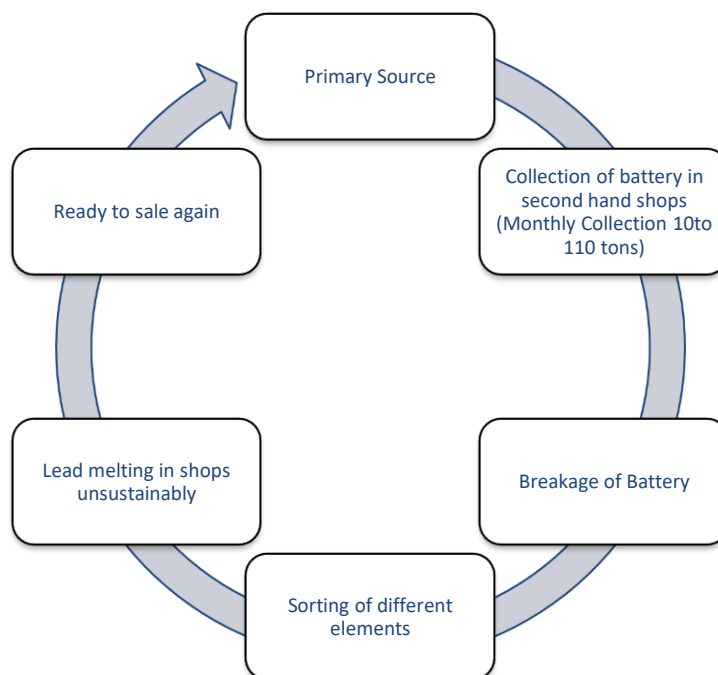 Primary Source
Collection of battery in
second hand shops
(Monthly Collection 10to
110 tons)
Breakage of Battery
Sorting of different
elements
Lead melting in shops
unsustainably
Ready to sale again